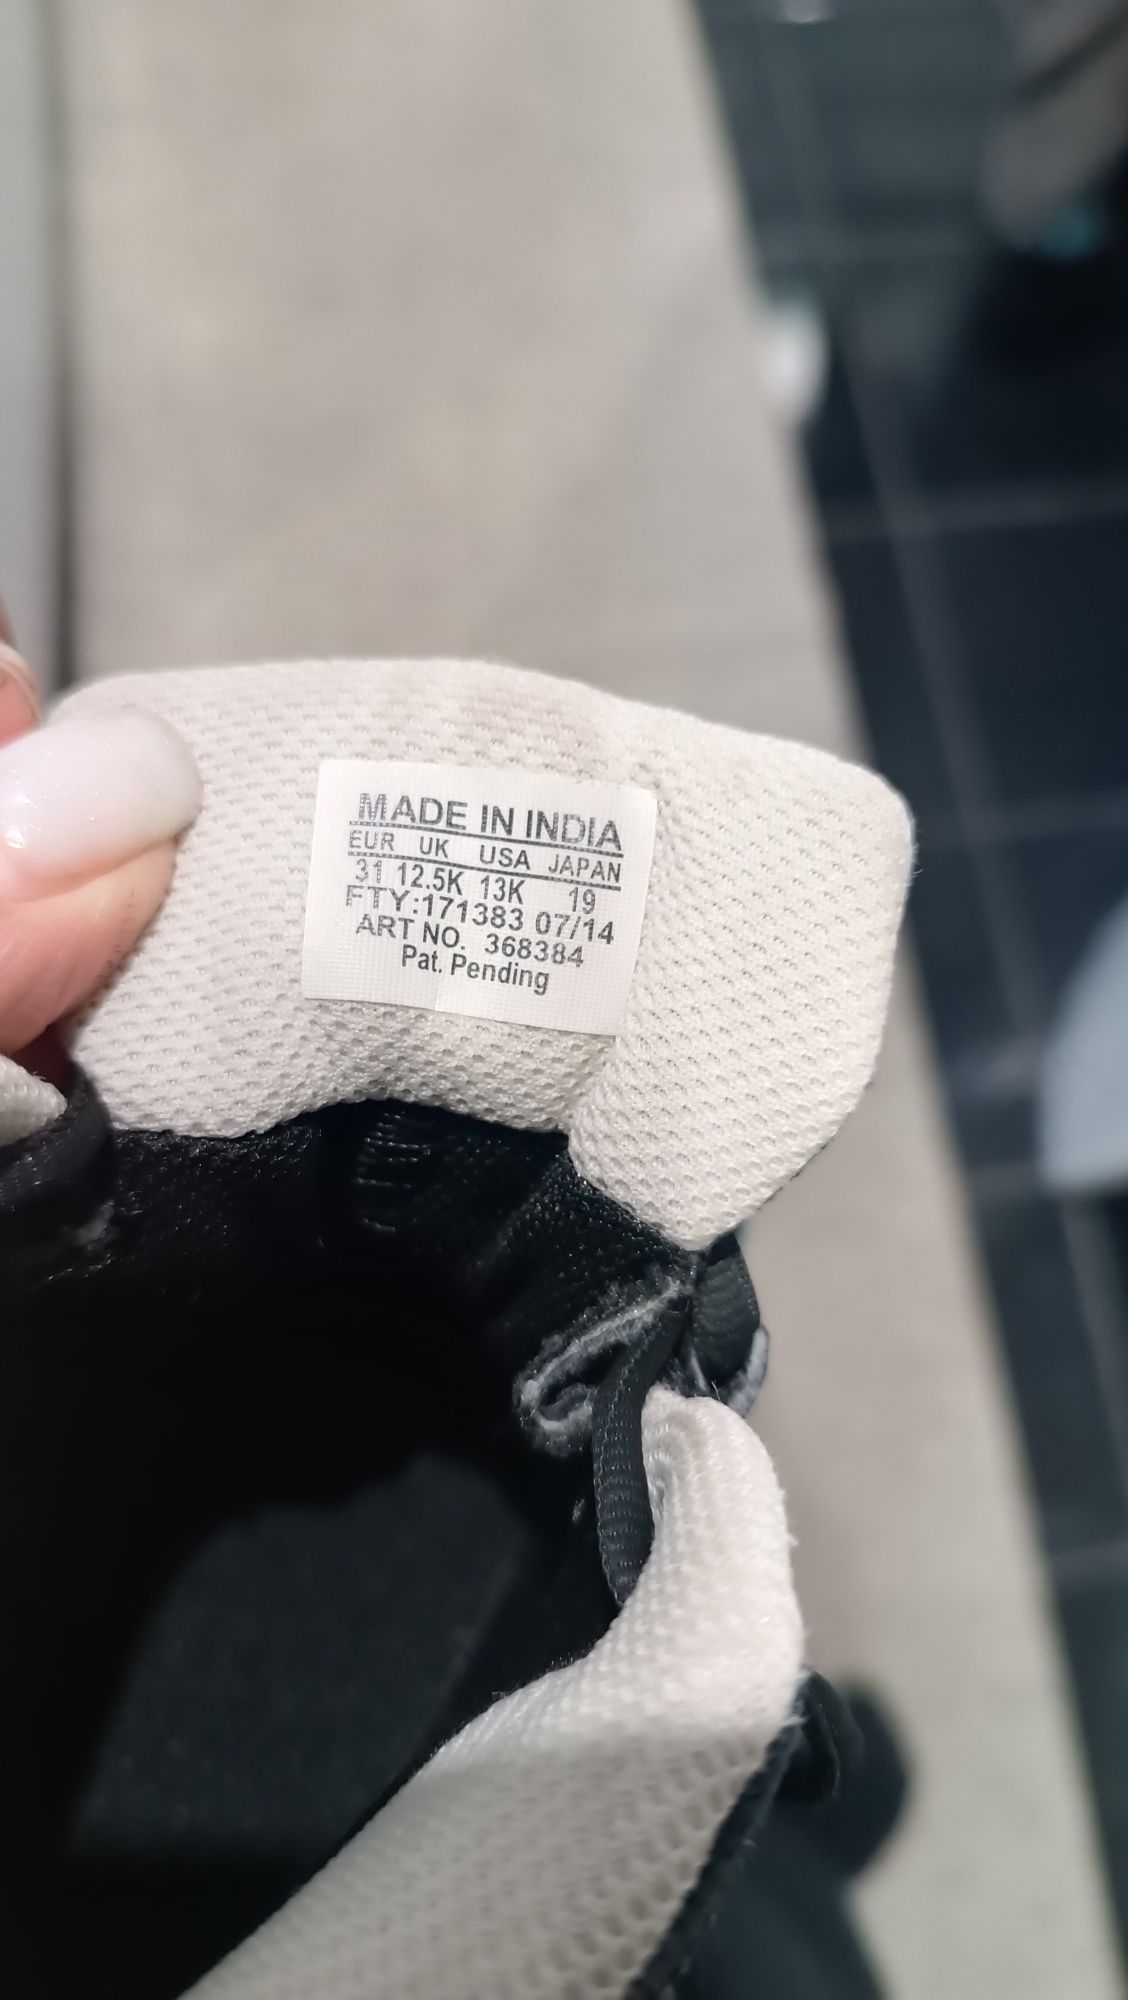 MADE IN INDIA
EUR UK USA JAPAN
31 12.5K 13K 19
FTY:171383 07/14
ART NO. 368384
Pat. Pending